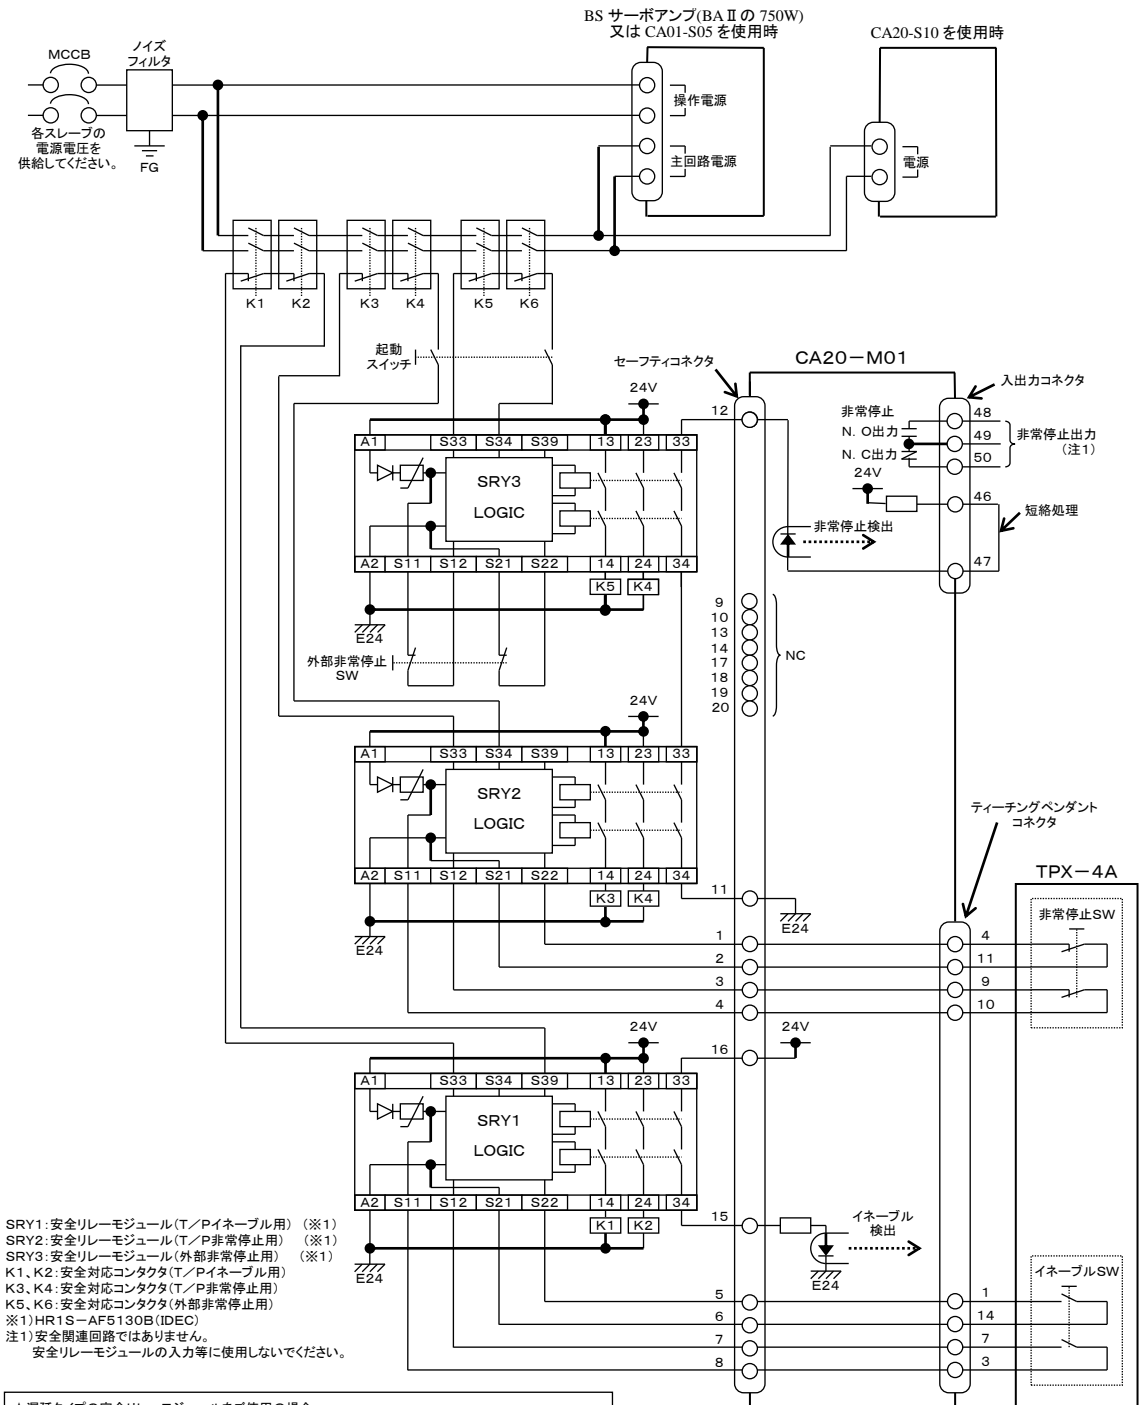 BS サーボアンプ(BAⅡの 750W)
又は CA01-S05 を使用時
CA20-S10 を使用時
MCCB
ノイズ
フィルタ
操作電源
主回路電源
電源
各スレーブの
電源電圧を
供給してください。
FG
K1
K2
K3
K4
K5
K6
起動
スイッチ
セーフティコネクタ
CA20-M01
入出力コネクタ
24V
12
非常停止
N. O出力
N. C出力
48
49
50
非常停止出力
(注1)
24V
46
短絡処理
非常停止検出
47
A1
S33
S34
S39
13
23
33
SRY3
LOGIC
A2
S11
S12
S21
S22
14
24
34
K5
K4
E24
外部非常停止
SW
9
10
13
14
17
18
19
20
NC
24V
A1
S33
S34
S39
13
23
33
SRY2
LOGIC
A2
S11
S12
S21
S22
14
24
34
K3
K4
E24
11
E24
ティーチングペンダント
コネクタ
TPX-4A
非常停止SW
1
2
3
4
4
11
9
10
24V
16
24V
A1
S33
S34
S39
13
23
33
SRY1
LOGIC
A2
S11
S12
S21
S22
14
24
34
K1
K2
E24
15
イネーブル
検出
E24
イネーブルSW
5
6
7
8
1
14
7
3
SRY1:安全リレーモジュール(T/Pイネーブル用) (※1)
SRY2:安全リレーモジュール(T/P非常停止用) (※1)
SRY3:安全リレーモジュール(外部非常停止用) (※1)
K1、K2:安全対応コンタクタ(T/Pイネーブル用)
K3、K4:安全対応コンタクタ(T/P非常停止用)
K5、K6:安全対応コンタクタ(外部非常停止用)
※1)HR1S-AF5130B(IDEC)
注1)安全関連回路ではありません。
安全リレーモジュールの入力等に使用しないでください。